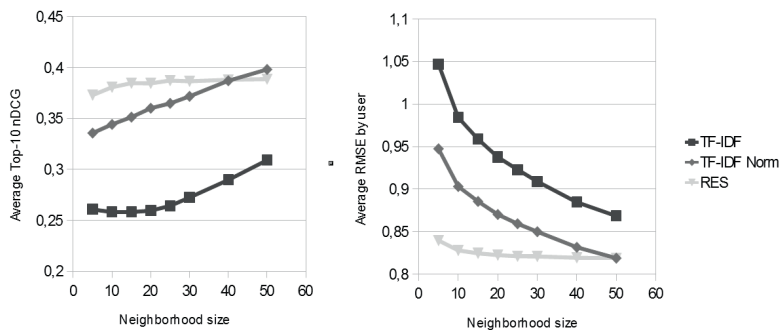 0,45
0,4
0,35
0,3
0,25
0,2
Average Top-10 nDCG
0 10 20 30 40 50 60
Neighborhood size
1,1
1,05
1
0,95
0,9
0,85
0,8
Average RMSE by user
0 10 20 30 40 50 60
Neighborhood size
TF-IDF
TF-IDF Norm
RES